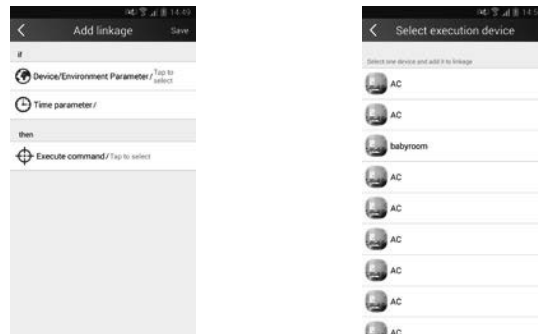 14:49
Add linkage
Save
if
Device/Environment Parameter/ Tap to
select
Time parameter/
then
Execute command/Tap to select
Select execution device
Select one device and add it to linkage
AC
AC
babyroom
AC
AC
AC
AC
AC
AC